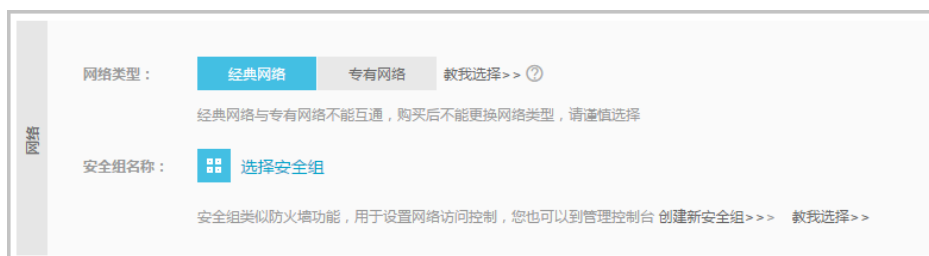 网络
网络类型： 经典网络 专有网络 教我选择>>
经典网络与专有网络不能互通，购买后不能更换网络类型，请谨慎选择
安全组名称： 选择安全组
安全组类似防火墙功能，用于设置网络访问控制，您也可以到管理控制台 创建新安全组>>> 教我选择>>